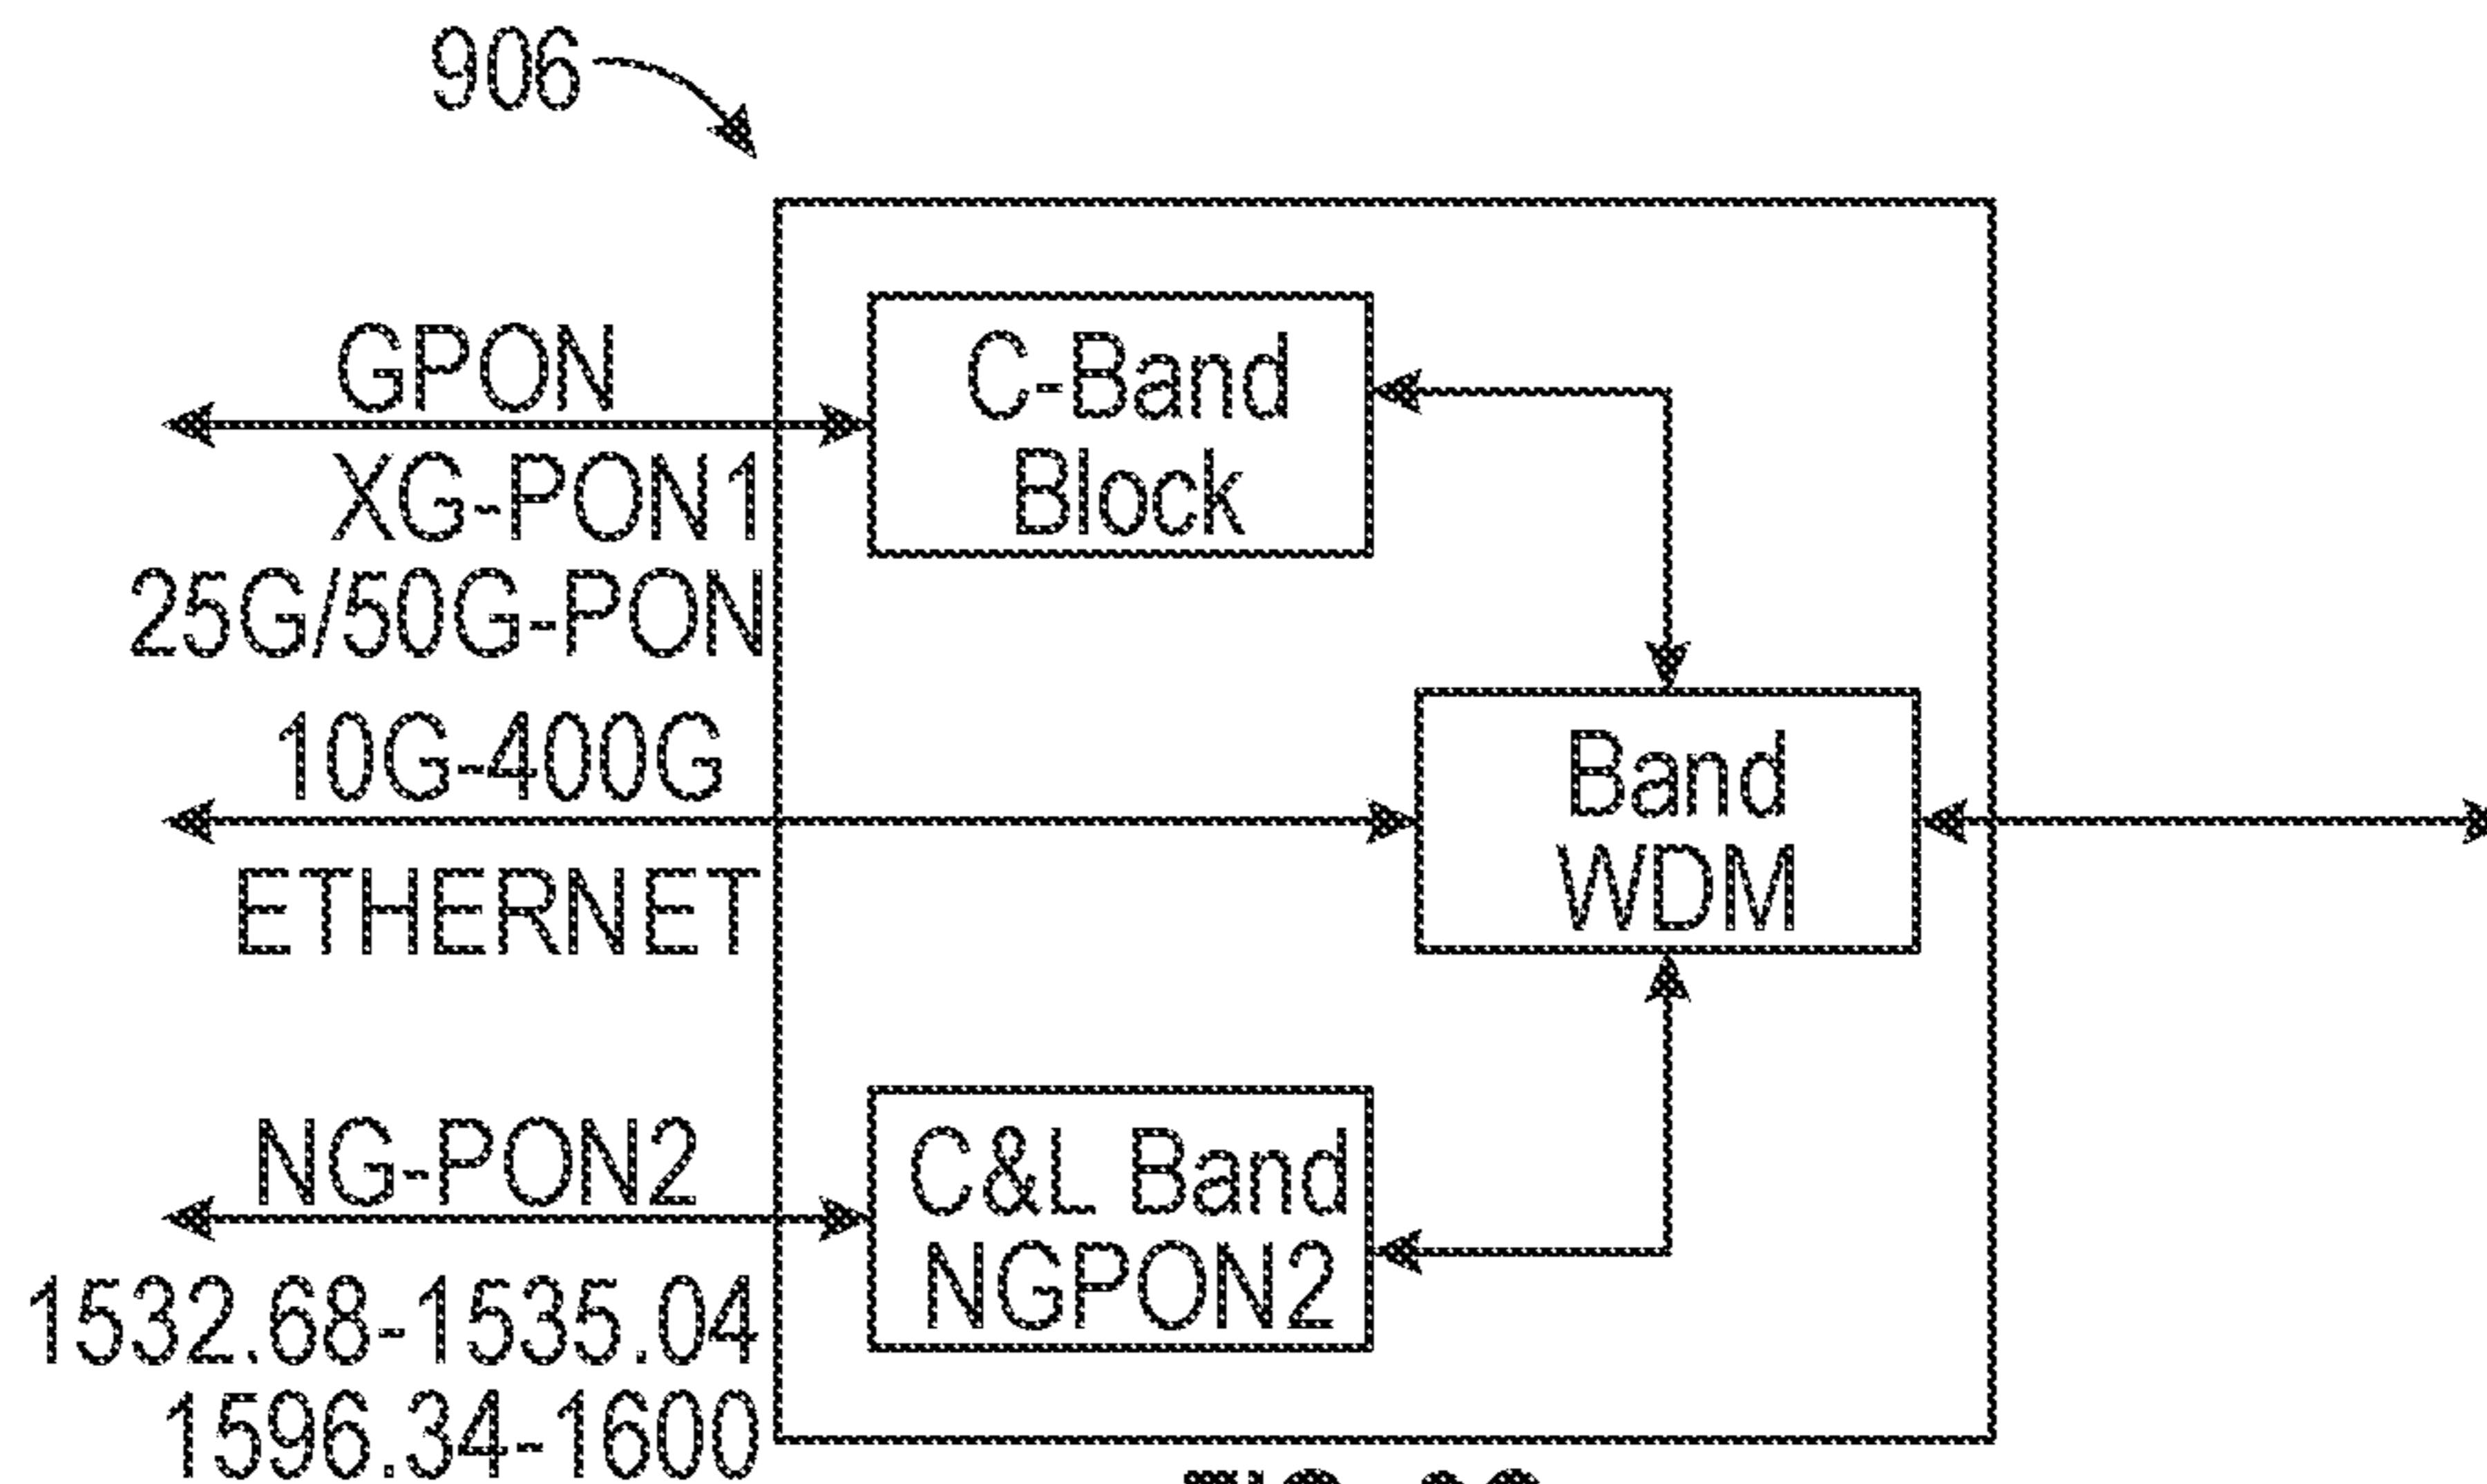 906
GPON
XG-PON1
25G/50G-PON
C-Band
Block
10G-400G
ETHERNET
Band
WDM
NG-PON2
1532.68-1535.04
1596.34-1600
C&L Band
NGPON2